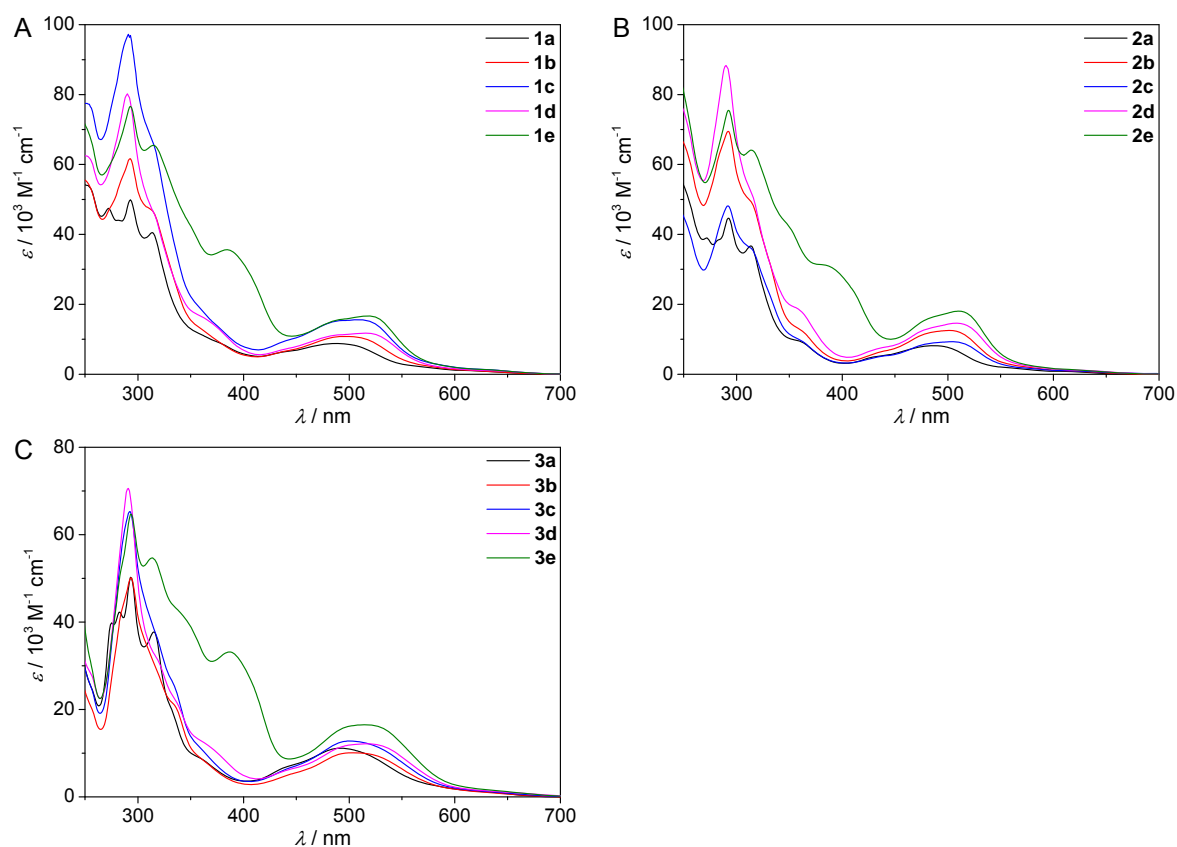 A
100
80
60
40
20
0
ε / 10³ M⁻¹ cm⁻¹
300 400 500 600 700
λ / nm
1a
1b
1c
1d
1e
B
100
80
60
40
20
0
ε / 10³ M⁻¹ cm⁻¹
300 400 500 600 700
λ / nm
2a
2b
2c
2d
2e
C
80
60
40
20
0
ε / 10³ M⁻¹ cm⁻¹
300 400 500 600 700
λ / nm
3a
3b
3c
3d
3e